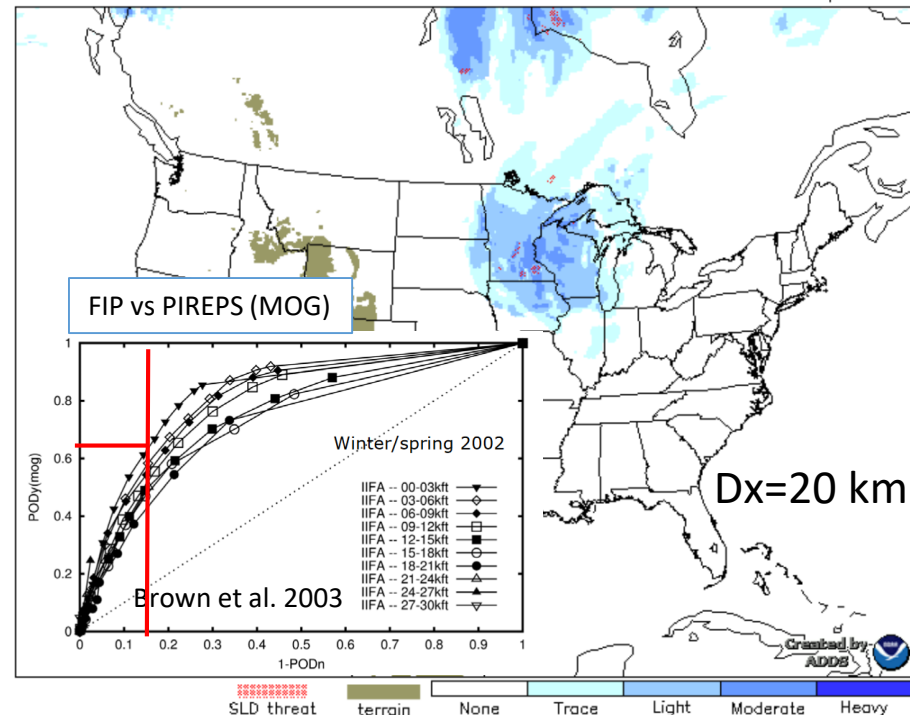 FIP vs PIREPS (MOG)
1
0.8
0.6
0.4
0.2
0
PODy(mog)
Winter/spring 2002
IIFA -- 00-03kft
IIFA -- 03-06kft
IIFA -- 06-09kft
IIFA -- 09-12kft
IIFA -- 12-15kft
IIFA -- 15-18kft
IIFA -- 18-21kft
IIFA -- 21-24kft
IIFA -- 24-27kft
IIFA -- 27-30kft
Brown et al. 2003
0 0.1 0.2 0.3 0.4 0.5 0.6 0.7 0.8 0.9 1
1-PODn
Dx=20 km
Created by
ADDS
SLD threat terrain None Trace Light Moderate Heavy